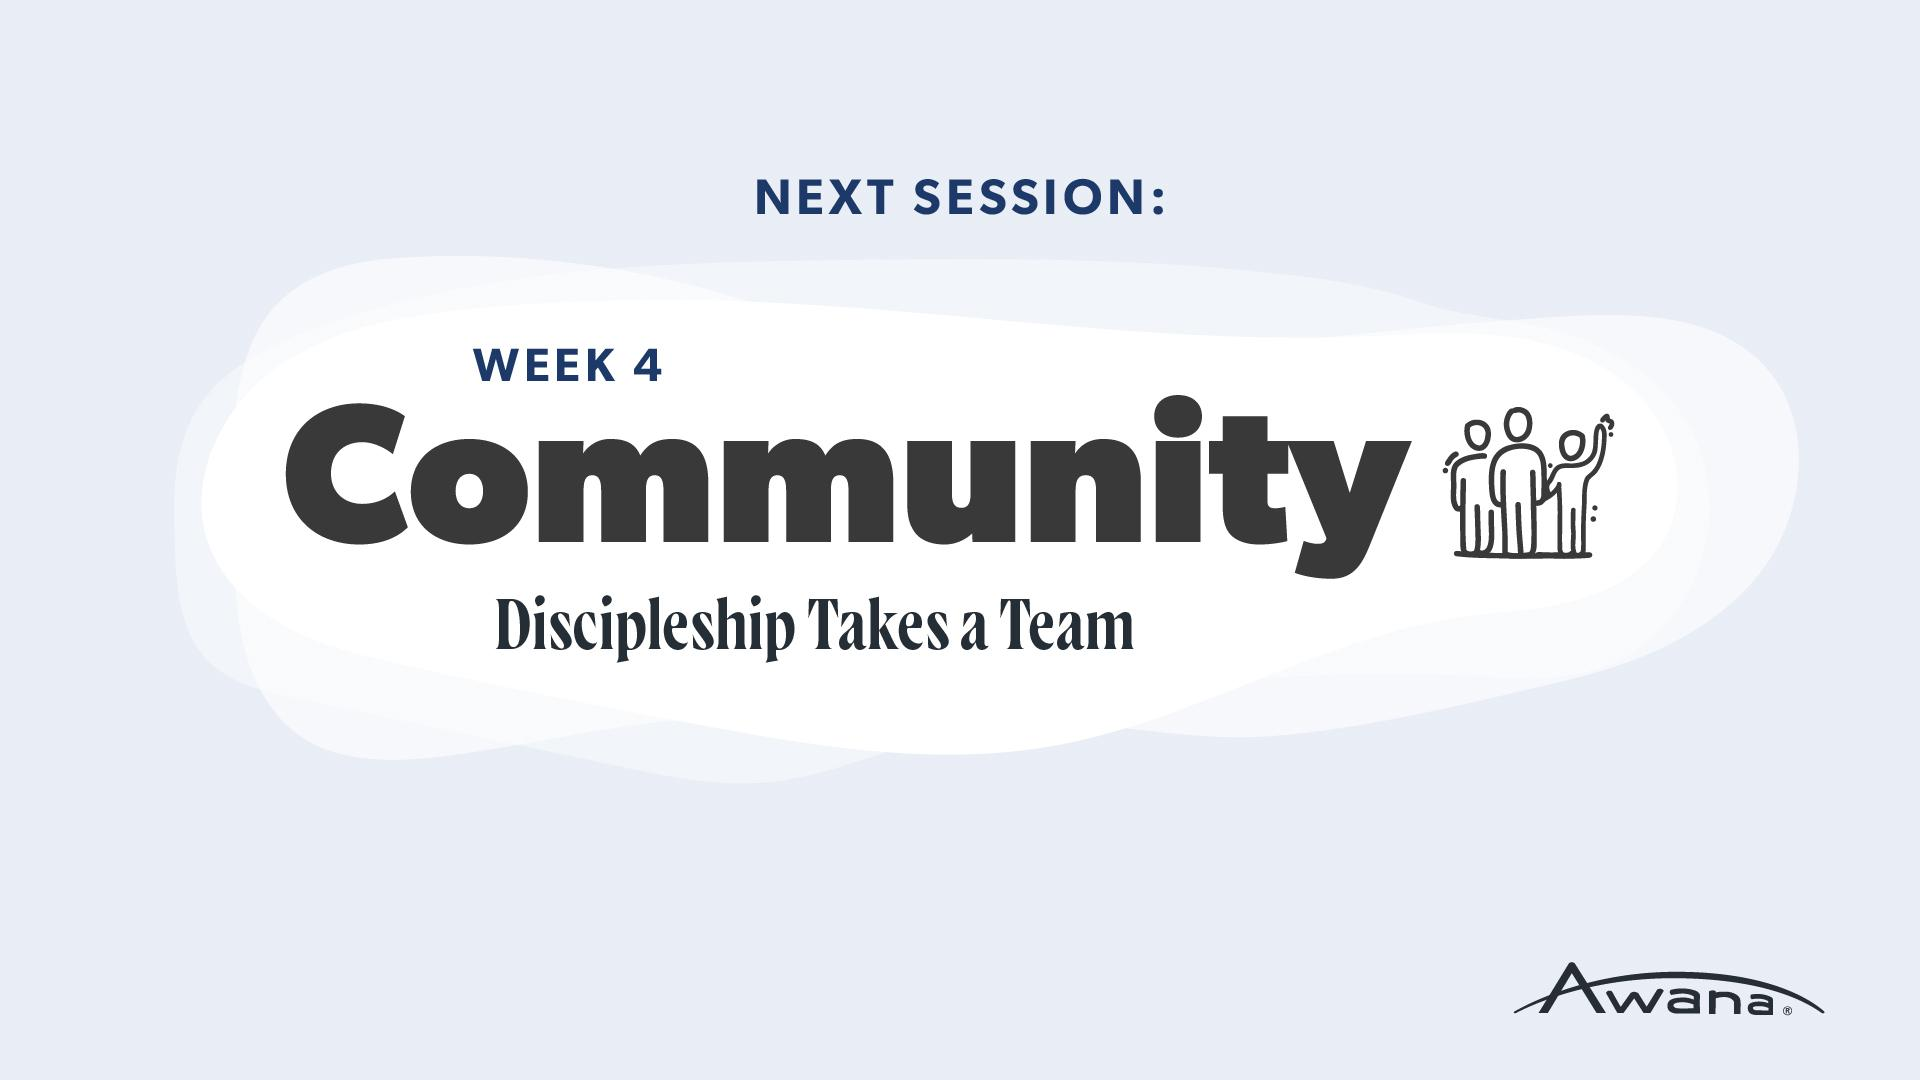 NEXT SESSION:
WEEK 4
Community
Discipleship Takes a Team
Awana®